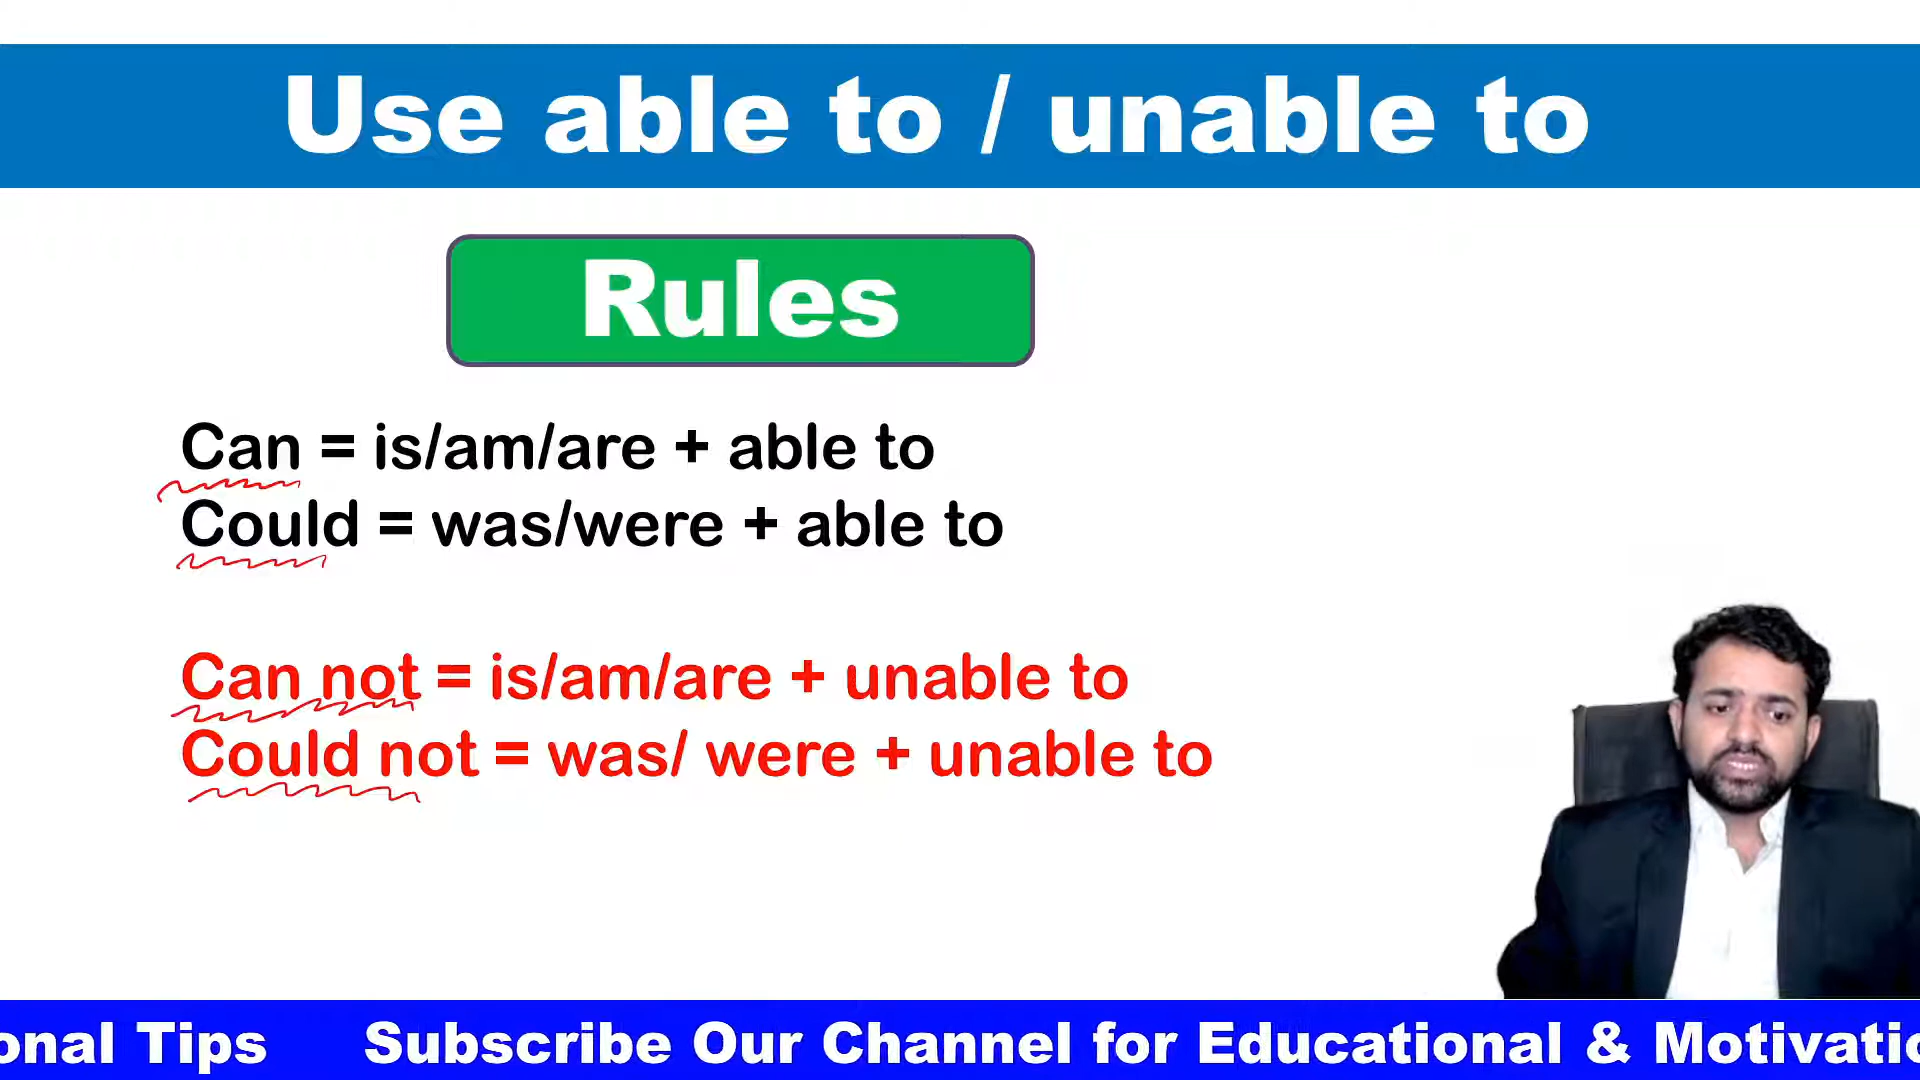 Use able to / unable to
Rules
Can = is/am/are + able to
Could = was/were + able to
Can not = is/am/are + unable to
Could not = was/ were + unable to
onal Tips Subscribe Our Channel for Educational & Motivatio